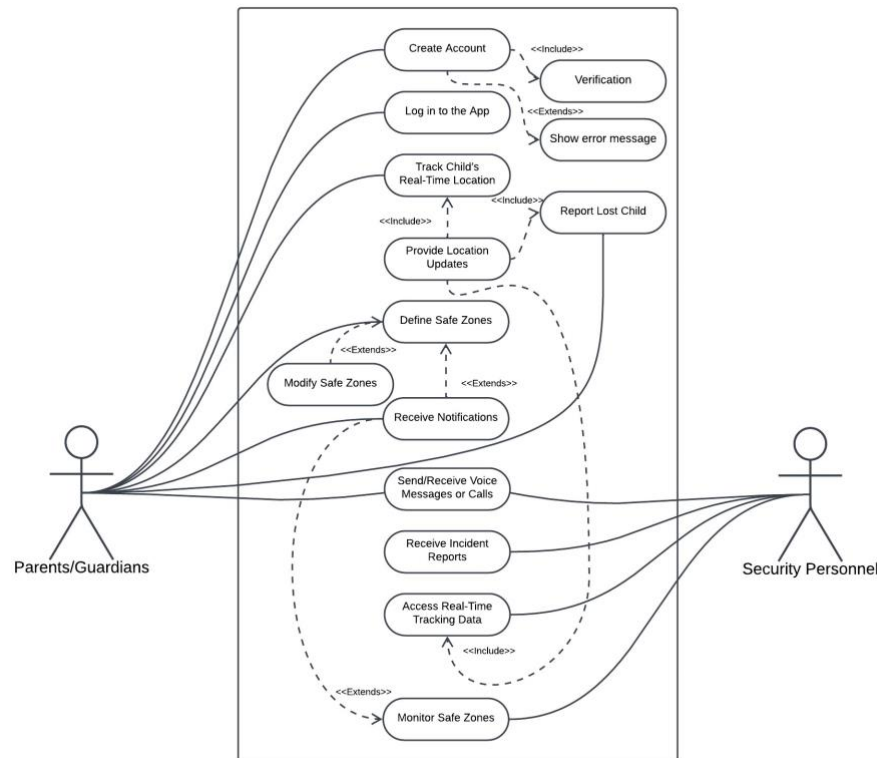 Create Account
<<Include>>
Verification
Log in to the App
<<Extends>>
Show error message
Track Child's
Real-Time Location
<<Include>>
<<Include>>
Report Lost Child
Provide Location
Updates
Define Safe Zones
<<Extends>>
Modify Safe Zones
<<Extends>>
Receive Notifications
Send/Receive Voice
Messages or Calls
Receive Incident
Reports
Parents/Guardians
Security Personnel
Access Real-Time
Tracking Data
<<Include>>
<<Extends>>
Monitor Safe Zones